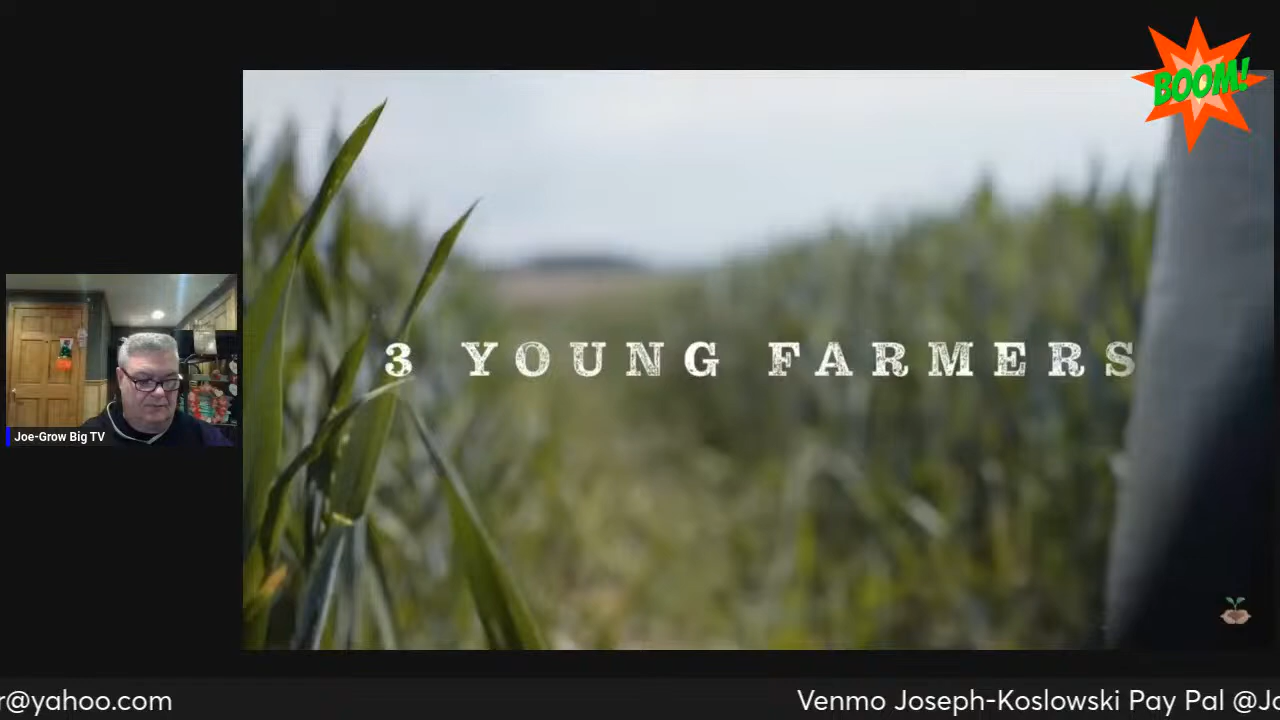 BOOM!
3 YOUNG FARMERS
Joe-Grow Big TV
r@yahoo.com
Venmo Joseph-Koslowski Pay Pal @Jo